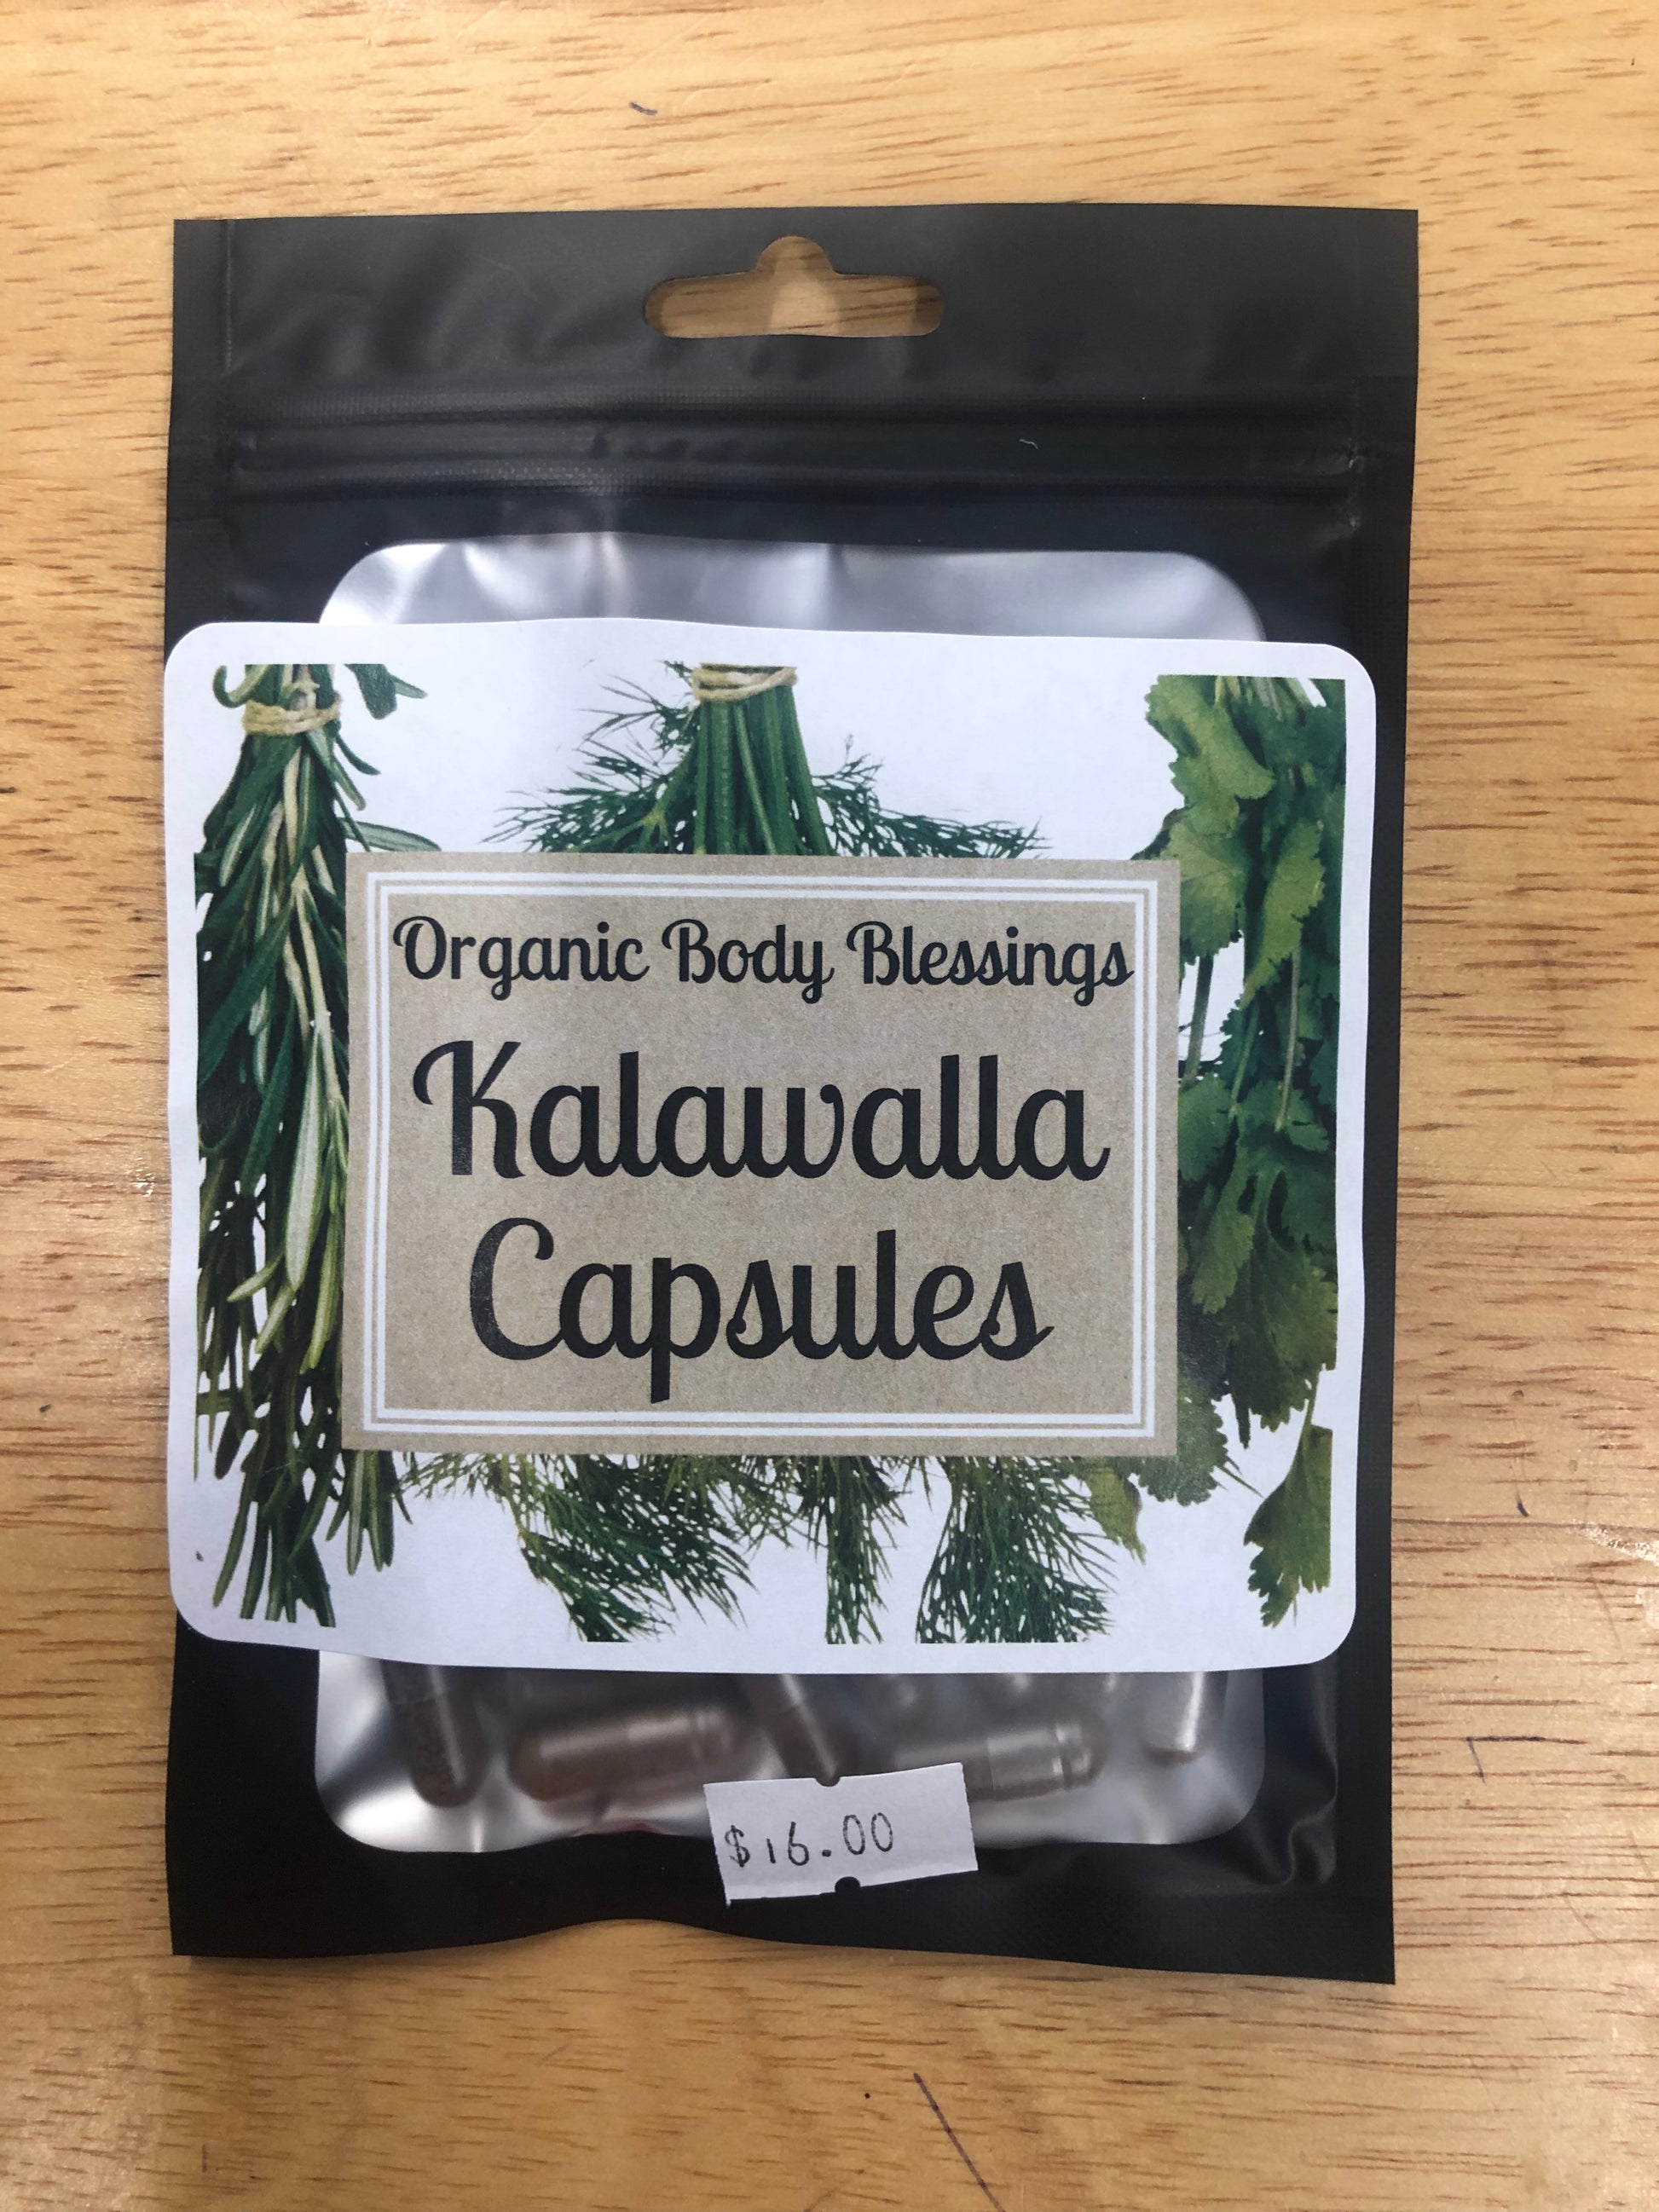 Organic Body Blessings
Kalawalla
Capsules
$16.00